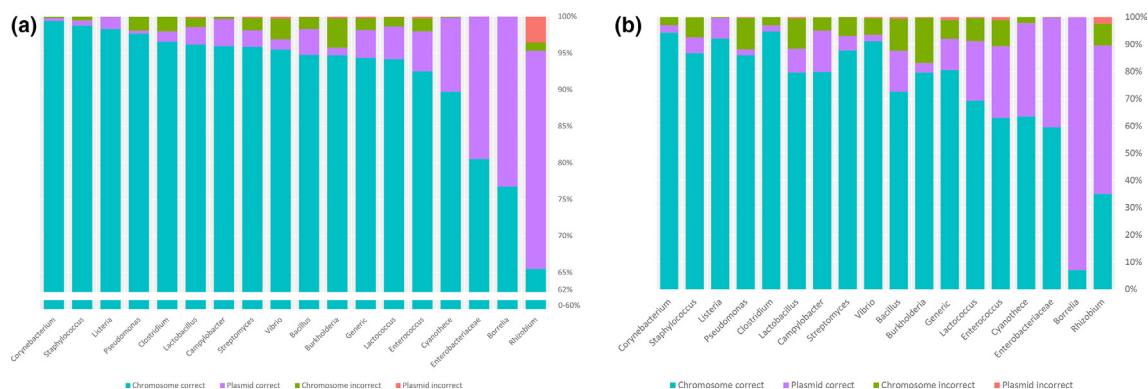 (a)
100%
95%
90%
85%
80%
75%
70%
65%
62%
0-60%
Corynebacterium
Staphylococcus
Listeria
Pseudomonas
Clostridium
Lactobacillus
Campylobacter
Streptomyces
Vibrio
Bacillus
Burkholderia
Generic
Lactococcus
Enterococcus
Cyanothece
Enterobacteriaceae
Borrelia
Rhizobium
Chromosome correct Plasmid correct Chromosome incorrect Plasmid incorrect
(b)
100%
90%
80%
70%
60%
50%
40%
30%
20%
10%
0%
Corynebacterium
Staphylococcus
Listeria
Pseudomonas
Clostridium
Lactobacillus
Campylobacter
Streptomyces
Vibrio
Bacillus
Burkholderia
Generic
Lactococcus
Enterococcus
Cyanothece
Enterobacteriaceae
Borrelia
Rhizobium
Chromosome correct Plasmid correct Chromosome incorrect Plasmid incorrect